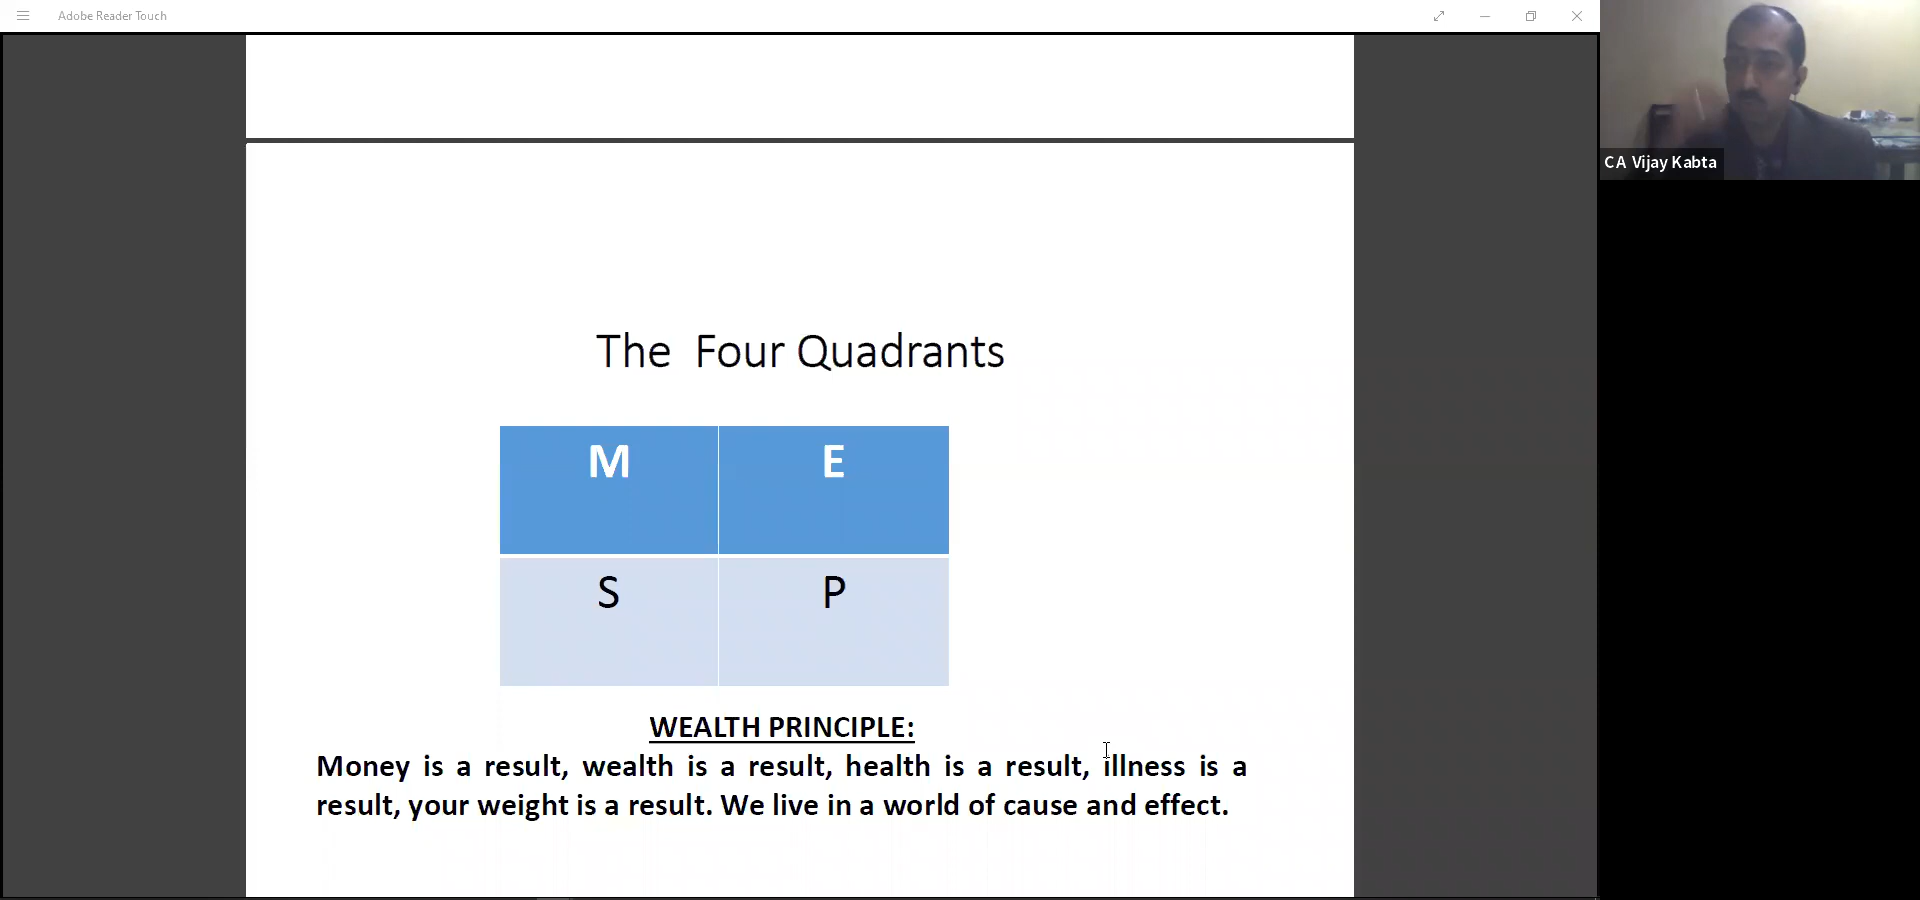 Adobe Reader Touch
CA Vijay Kabta
The Four Quadrants
M E
S P
WEALTH PRINCIPLE:
Money is a result, wealth is a result, health is a result, illness is a
result, your weight is a result. We live in a world of cause and effect.